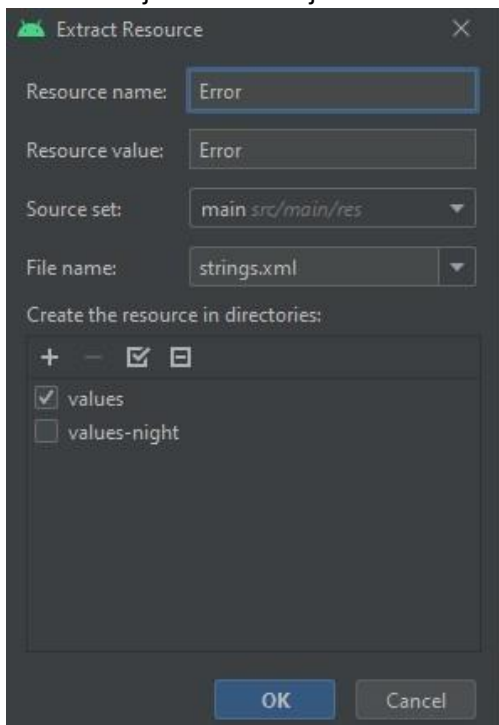 Extract Resource
Resource name: Error
Resource value: Error
Source set: main src/main/res
File name: strings.xml
Create the resource in directories:
values
values-night
OK Cancel